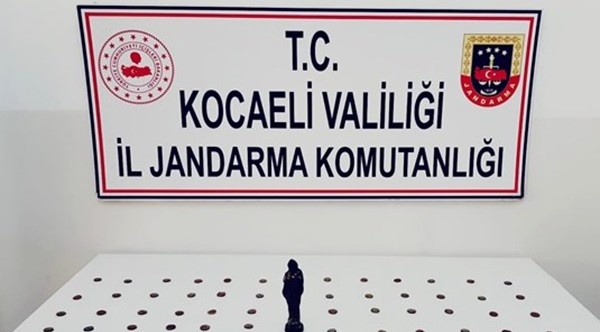 T.C.
KOCAELİ VALİLİĞİ
İL JANDARMA KOMUTANLIĞI
JANDARMA